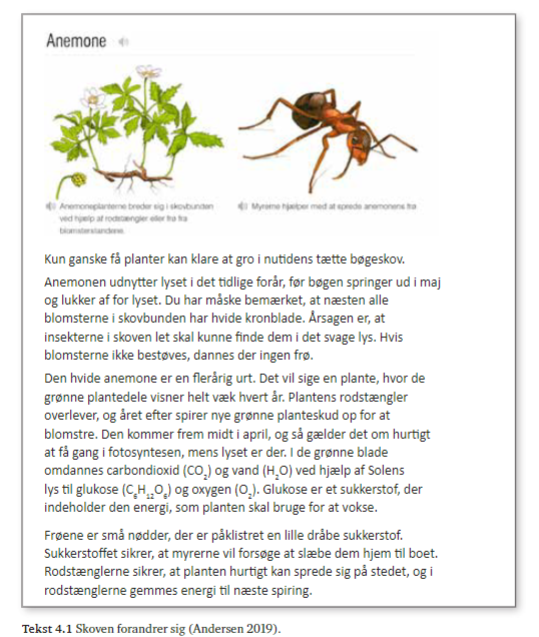 Anemone
Anemoneplanterne breder sig i skovbunden
ved hjælp af rodstængler eller frø fra
blomsterstanderne.
Myrerne hjælper med at sprede anemonens frø
Kun ganske få planter kan klare at gro i nutidens tætte bøgeskov.
Anemonen udnytter lyset i det tidlige forår, før bøgen springer ud i maj
og lukker af for lyset. Du har måske bemærket, at næsten alle
blomsterne i skovbunden har hvide kronblade. Årsagen er, at
insekterne i skoven let skal kunne finde dem i det svage lys. Hvis
blomsterne ikke bestøves, dannes der ingen frø.
Den hvide anemone er en flerårig urt. Det vil sige en plante, hvor de
grønne plantedele visner helt væk hvert år. Plantens rodstængler
overlever, og året efter spirer nye grønne planteskud op for at
blomstre. Den kommer frem midt i april, og så gælder det om hurtigt
at få gang i fotosyntesen, mens lyset er der. I de grønne blade
omdannes carbondioxid (CO₂) og vand (H₂O) ved hjælp af Solens
lys til glukose (C₆H₁₂O₆) og oxygen (O₂). Glukose er et sukkerstof, der
indeholder den energi, som planten skal bruge for at vokse.
Frøene er små nødder, der er påklistret en lille dråbe sukkerstof.
Sukkerstoffet sikrer, at myrerne vil forsøge at slæbe dem hjem til boet.
Rodstænglerne sikrer, at planten hurtigt kan sprede sig på stedet, og i
rodstænglerne gemmes energi til næste spiring.
Tekst 4.1 Skoven forandrer sig (Andersen 2019).